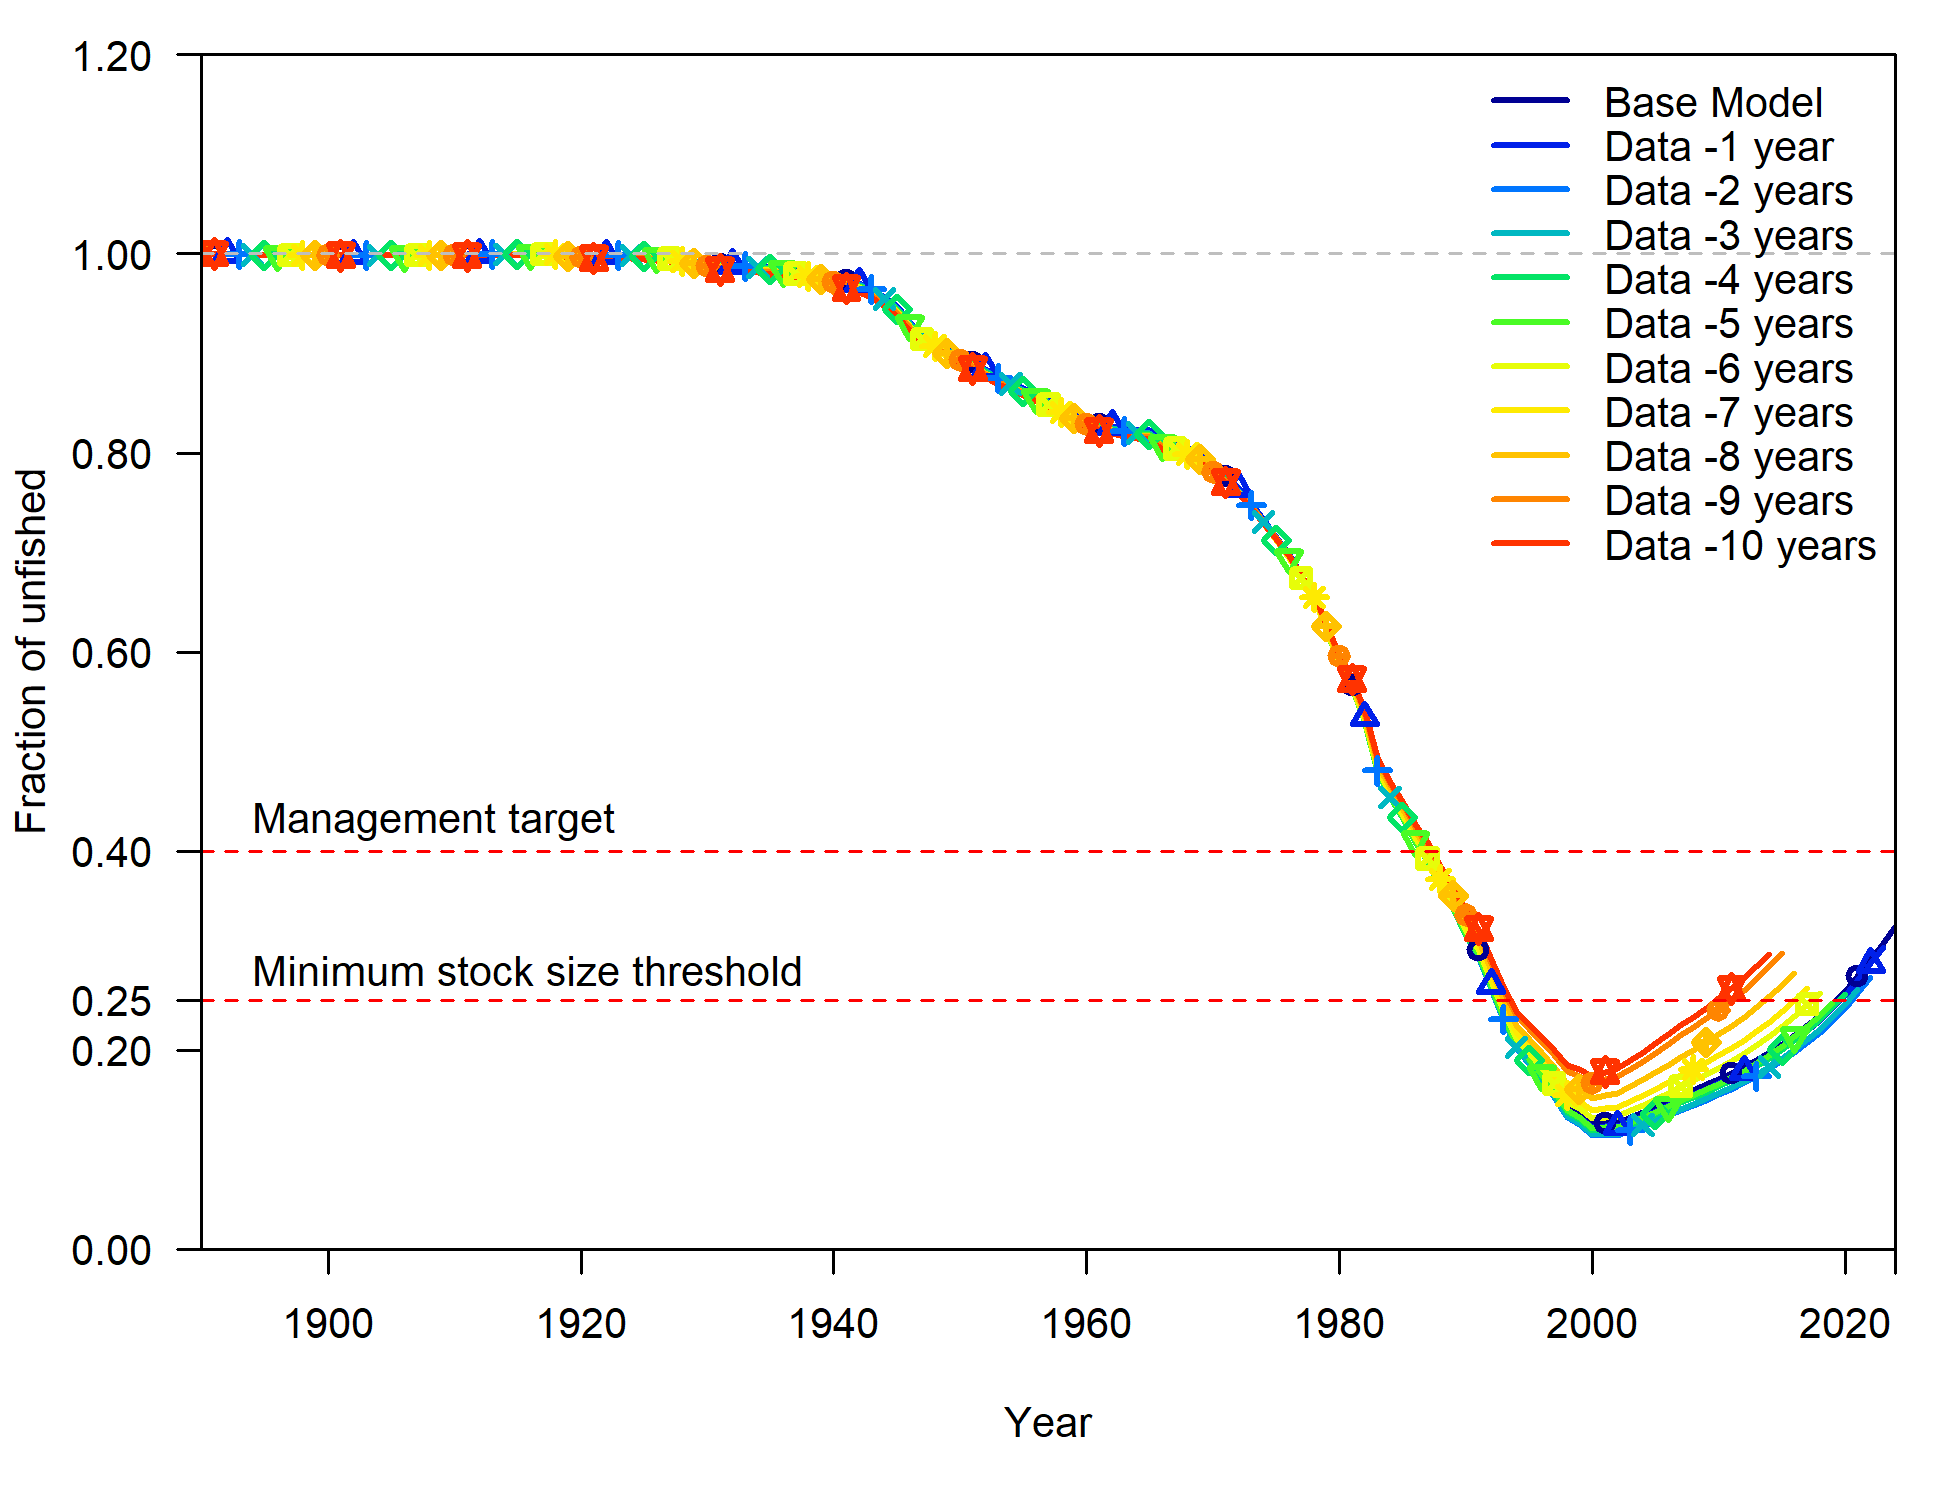 1.20
1.00
0.80
0.60
0.40
0.25
0.20
0.00
Fraction of unfished
Base Model
Data -1 year
Data -2 years
Data -3 years
Data -4 years
Data -5 years
Data -6 years
Data -7 years
Data -8 years
Data -9 years
Data -10 years
Management target
Minimum stock size threshold
1900 1920 1940 1960 1980 2000 2020
Year